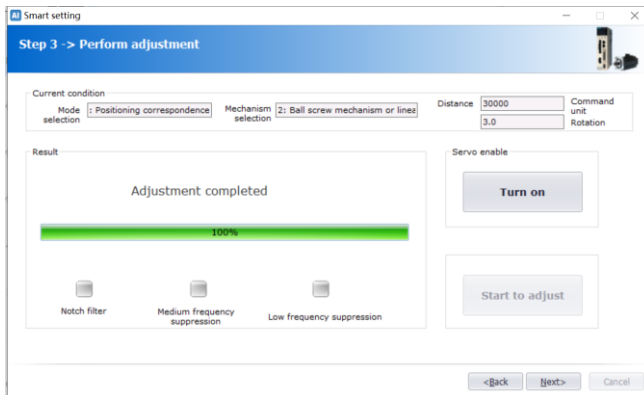 AI Smart setting
Step 3 -> Perform adjustment
Current condition
Mode selection
: Positioning correspondence
Mechanism selection
2: Ball screw mechanism or linea
Distance
30000
Command unit
3.0
Rotation
Result
Adjustment completed
100%
Notch filter
Medium frequency
suppression
Low frequency suppression
Servo enable
Turn on
Start to adjust
<Back
Next>
Cancel